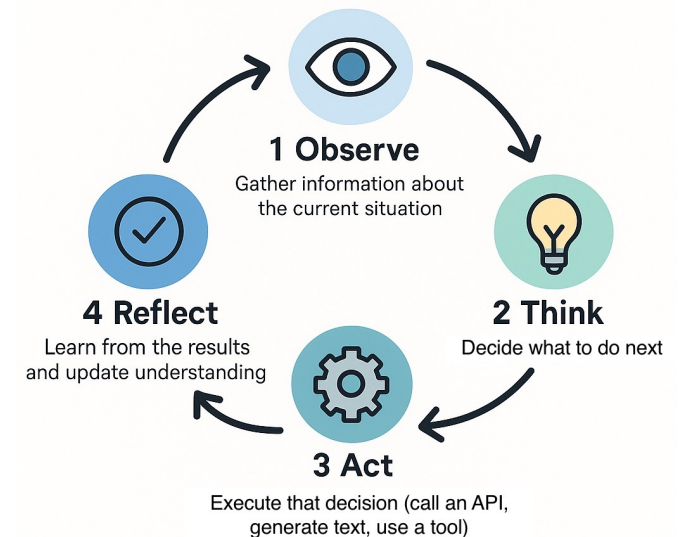 1 Observe
Gather information about
the current situation
2 Think
Decide what to do next
3 Act
Execute that decision (call an API,
generate text, use a tool)
4 Reflect
Learn from the results
and update understanding